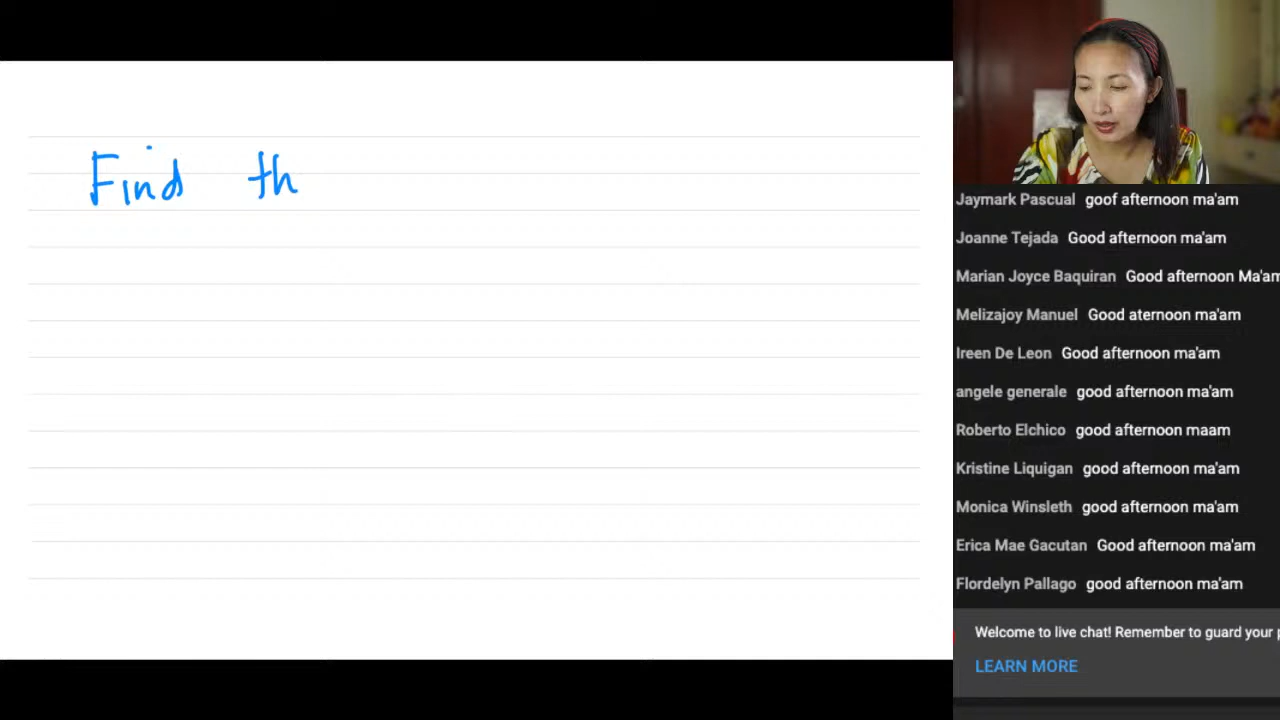 Find th
Jaymark Pascual goof afternoon ma'am
Joanne Tejada Good afternoon ma'am
Marian Joyce Baquiran Good afternoon Ma'am
Melizajoy Manuel Good aternoon ma'am
Ireen De Leon Good afternoon ma'am
angele generale good afternoon ma'am
Roberto Elchico good afternoon maam
Kristine Liquigan good afternoon ma'am
Monica Winsleth good afternoon ma'am
Erica Mae Gacutan Good afternoon ma'am
Flordelyn Pallago good afternoon ma'am
Welcome to live chat! Remember to guard your p
LEARN MORE